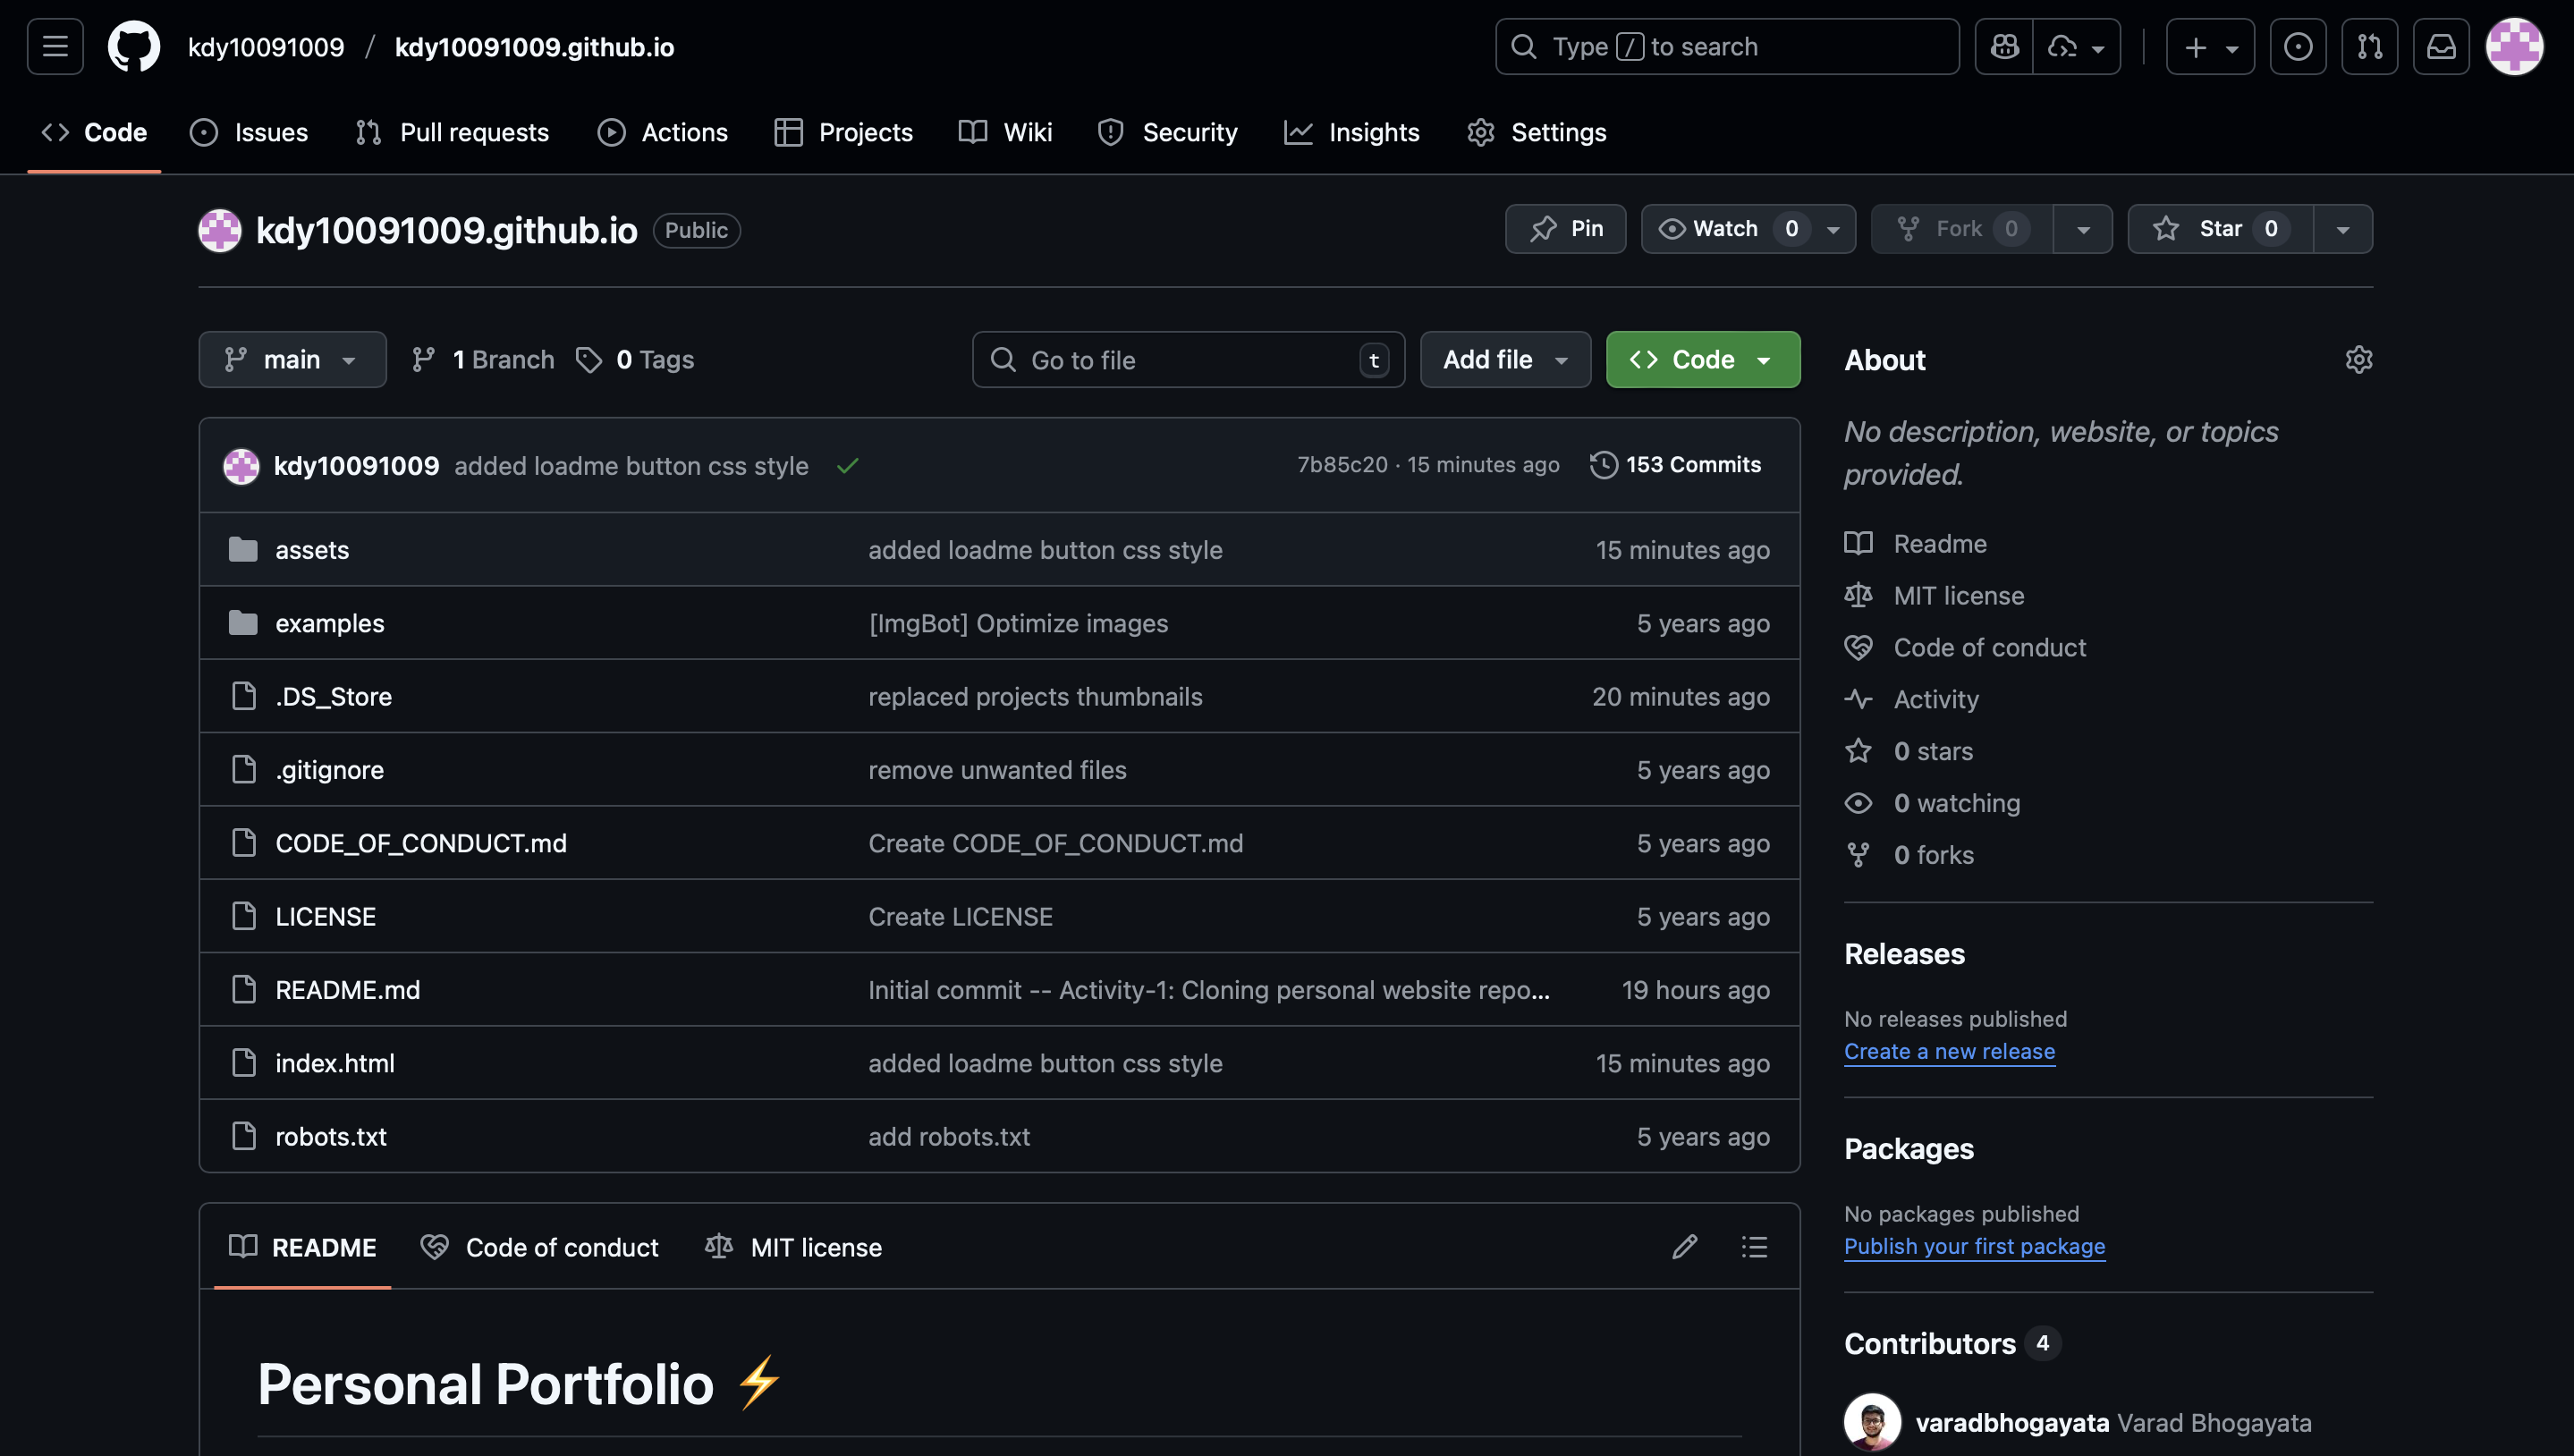 kdy10091009 / kdy10091009.github.io
Type / to search
Code Issues Pull requests Actions Projects Wiki Security Insights Settings
kdy10091009.github.io Public
Pin Watch 0 Fork 0 Star 0
main 1 Branch 0 Tags
Go to file t Add file Code
kdy10091009 added loadme button css style 7b85c20 · 15 minutes ago 153 Commits
assets added loadme button css style 15 minutes ago
examples [ImgBot] Optimize images 5 years ago
.DS_Store replaced projects thumbnails 20 minutes ago
.gitignore remove unwanted files 5 years ago
CODE_OF_CONDUCT.md Create CODE_OF_CONDUCT.md 5 years ago
LICENSE Create LICENSE 5 years ago
README.md Initial commit -- Activity-1: Cloning personal website repo... 19 hours ago
index.html added loadme button css style 15 minutes ago
robots.txt add robots.txt 5 years ago
README Code of conduct MIT license
Personal Portfolio ⚡
About
No description, website, or topics
provided.
Readme
MIT license
Code of conduct
Activity
0 stars
0 watching
0 forks
Releases
No releases published
Create a new release
Packages
No packages published
Publish your first package
Contributors 4
varadbhogayata Varad Bhogayata